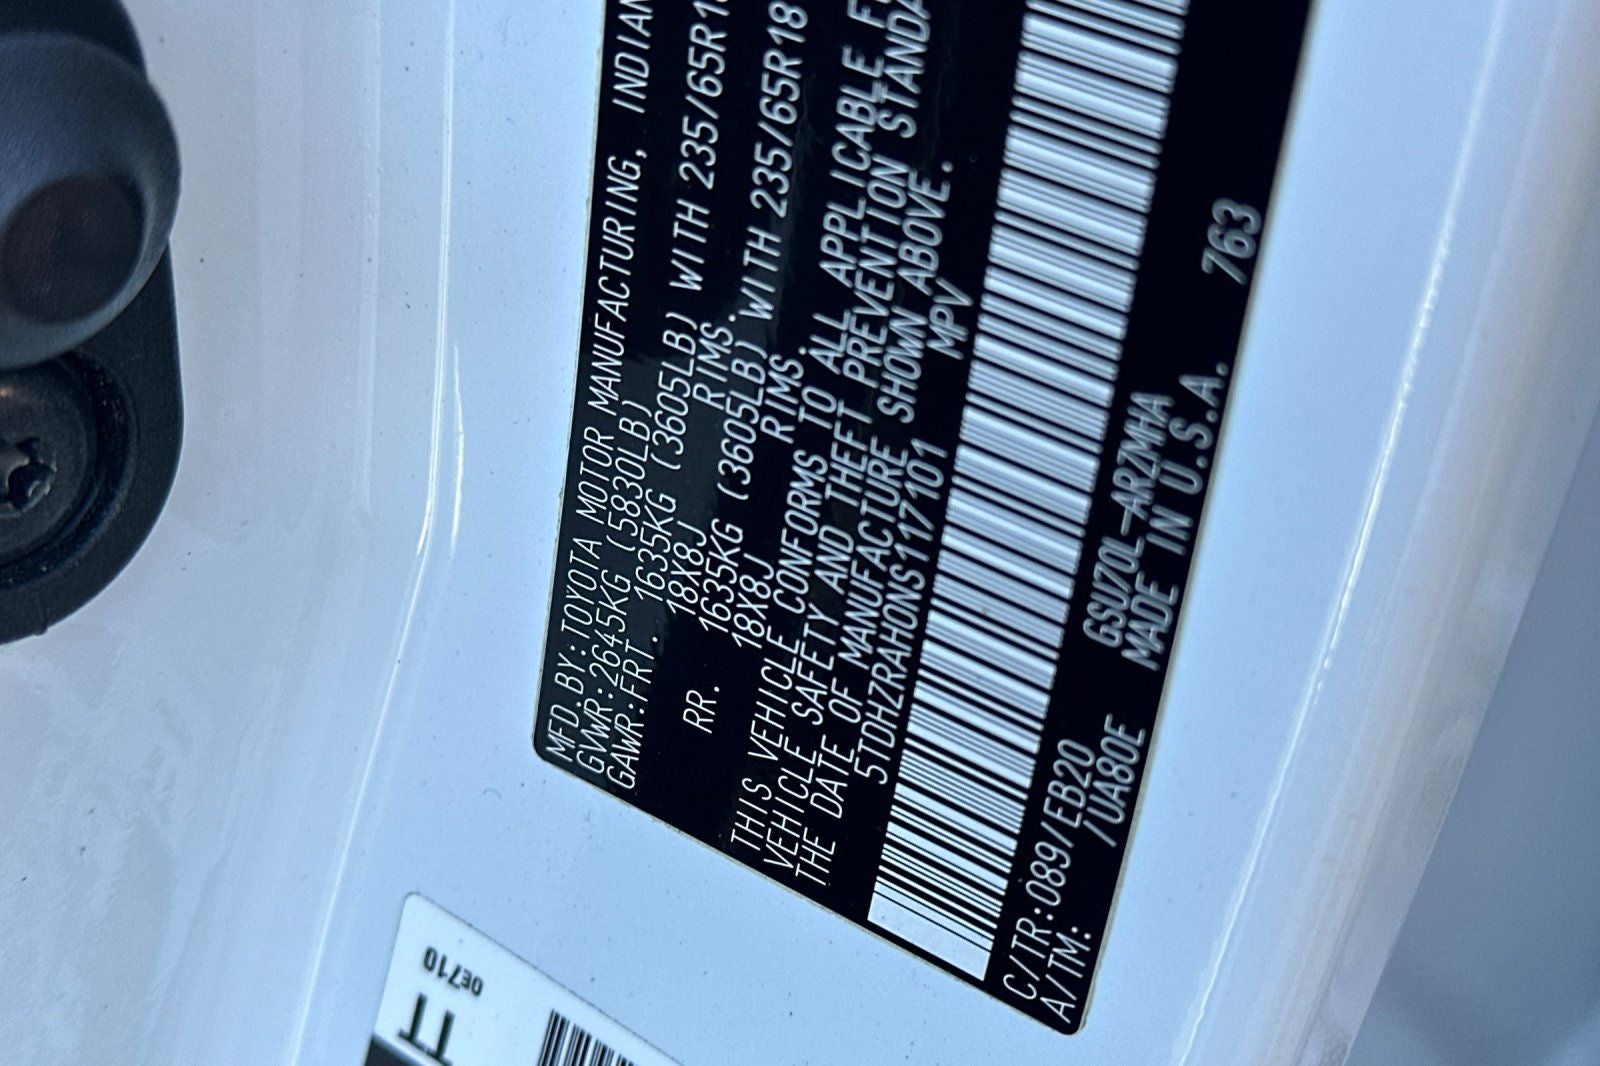 MFD.BY:TOYOTA MOTOR MANUFACTURING, INDIAN
GVWR:2645KG (5830LB)
GAWR:FRT. 1635KG (3605LB) WITH 235/65R18
18X8J RIMS.
RR. 1635KG (3605LB) WITH 235/65R18
18X8J RIMS.
THIS VEHICLE CONFORMS TO ALL APPLICABLE F
VEHICLE SAFETY AND THEFT PREVENTION STANDA
THE DATE OF MANUFACTURE SHOWN ABOVE.
5TDHZRAH0NS117101 MPV
C/TR:089/EB20 GSU70L-ARZMHA
A/TM: /UA80E MADE IN U.S.A. 763
0E710
TT